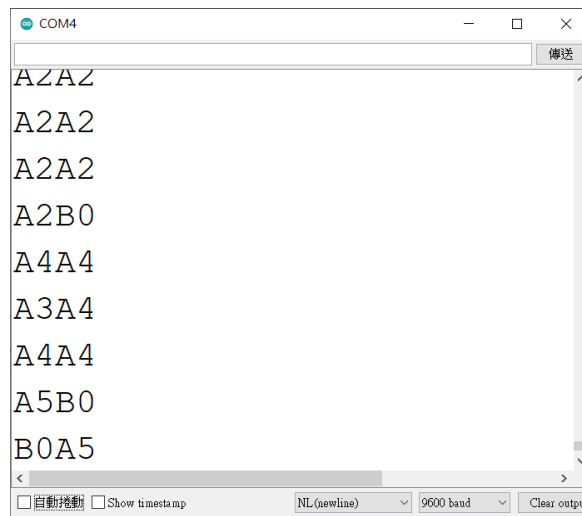 COM4
傳送
A2A2
A2A2
A2A2
A2B0
A4A4
A3A4
A4A4
A5B0
B0A5
自動捲動 Show timestamp NL(newline) 9600 baud Clear outpu